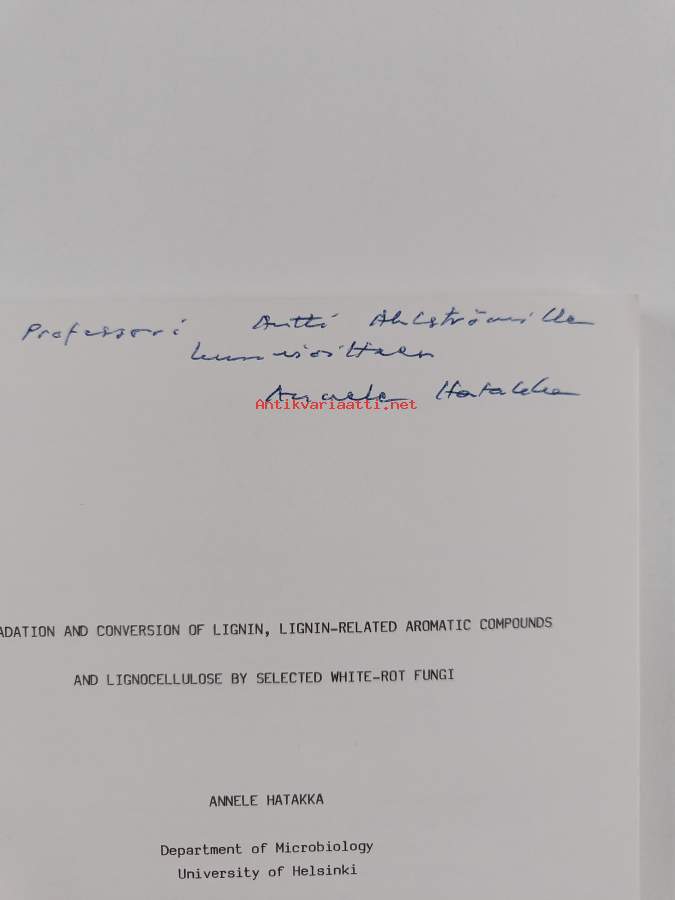 Professori Antti Ahlströmille
kunnioittaen
Annele Hatakka
Antikvariaatti.net
ADATION AND CONVERSION OF LIGNIN, LIGNIN-RELATED AROMATIC COMPOUNDS
AND LIGNOCELLULOSE BY SELECTED WHITE-ROT FUNGI
ANNELE HATAKKA
Department of Microbiology
University of Helsinki